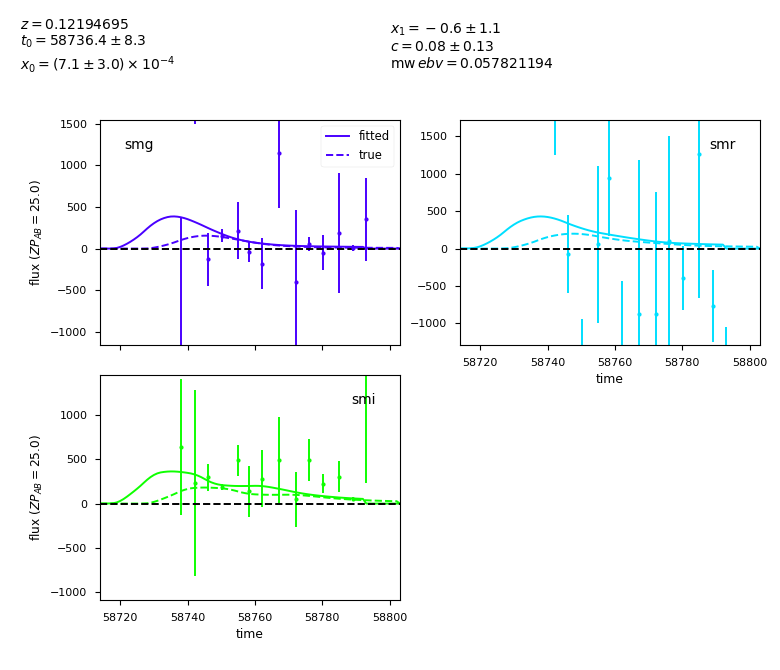 z = 0.12194695
t₀ = 58736.4 ± 8.3
x₀ = (7.1 ± 3.0) × 10⁻⁴
x₁ = −0.6 ± 1.1
c = 0.08 ± 0.13
mwebv = 0.057821194
smg
fitted
true
1500
1000
500
0
−500
−1000
flux (ZP_AB = 25.0)
smr
1500
1000
500
0
−500
−1000
58720 58740 58760 58780 58800
time
smi
1000
500
0
−500
−1000
flux (ZP_AB = 25.0)
58720 58740 58760 58780 58800
time